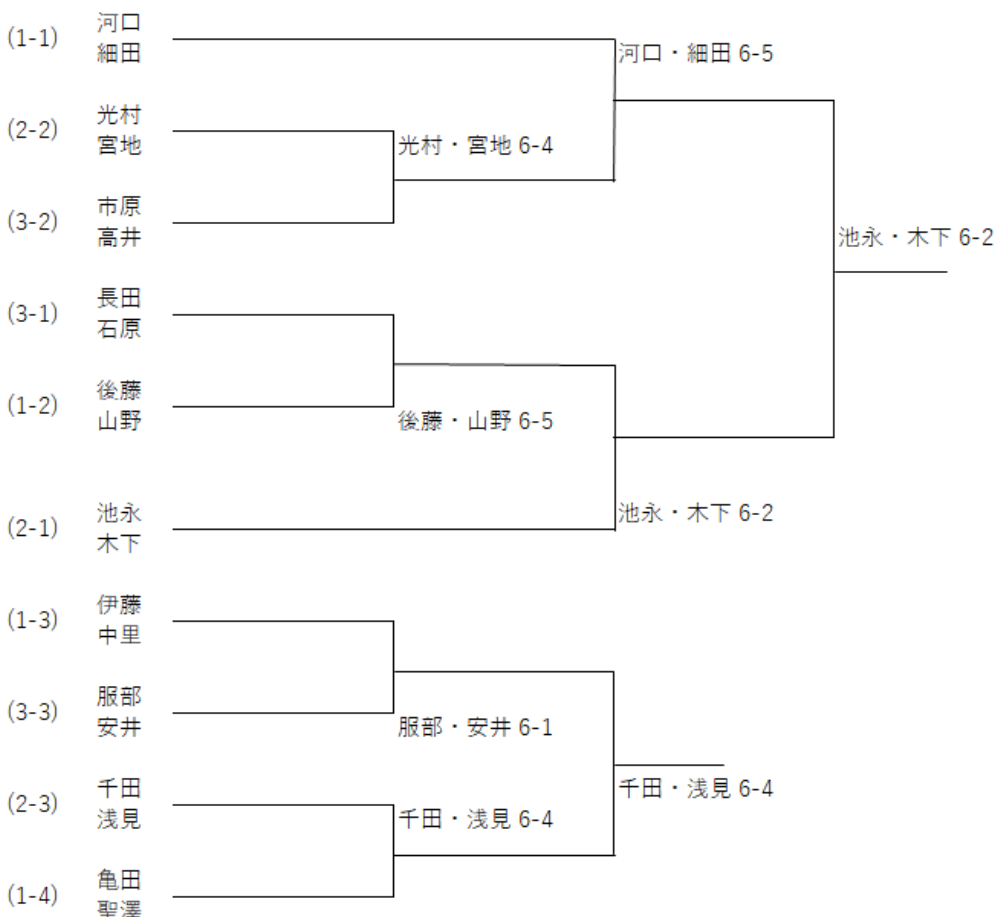 (1-1)
河口
細田
河口・細田 6-5
(2-2)
光村
宮地
光村・宮地 6-4
(3-2)
市原
高井
池永・木下 6-2
(3-1)
長田
石原
(1-2)
後藤
山野
後藤・山野 6-5
(2-1)
池永
木下
池永・木下 6-2
(1-3)
伊藤
中里
(3-3)
服部
安井
服部・安井 6-1
(2-3)
千田
浅見
千田・浅見 6-4
千田・浅見 6-4
(1-4)
亀田
聖澤